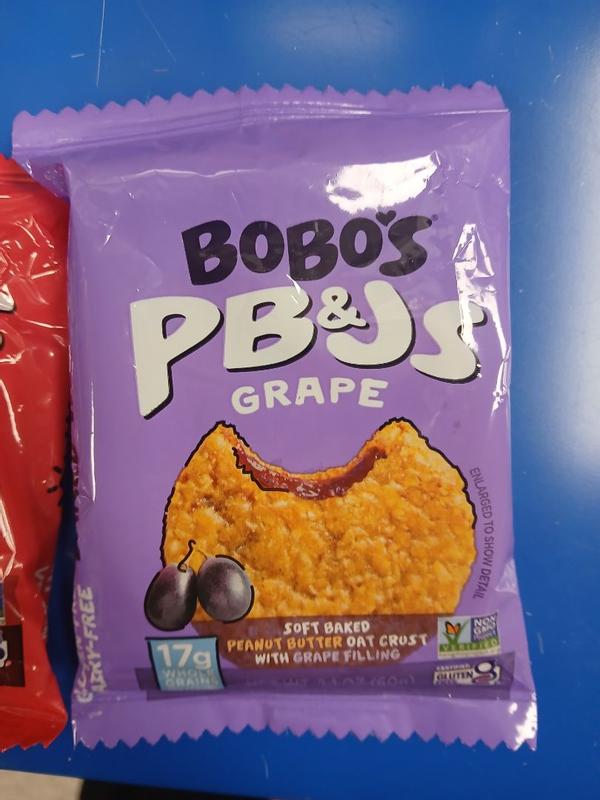 BOBO'S
PB&JS
GRAPE
ENLARGED TO SHOW DETAIL
SOFT BAKED
PEANUT BUTTER OAT CRUST
WITH GRAPE FILLING
17g
WHOLE
GRAINS
NON
GMO
VERIFIED
CERTIFIED
GLUTEN
DAIRY-FREE